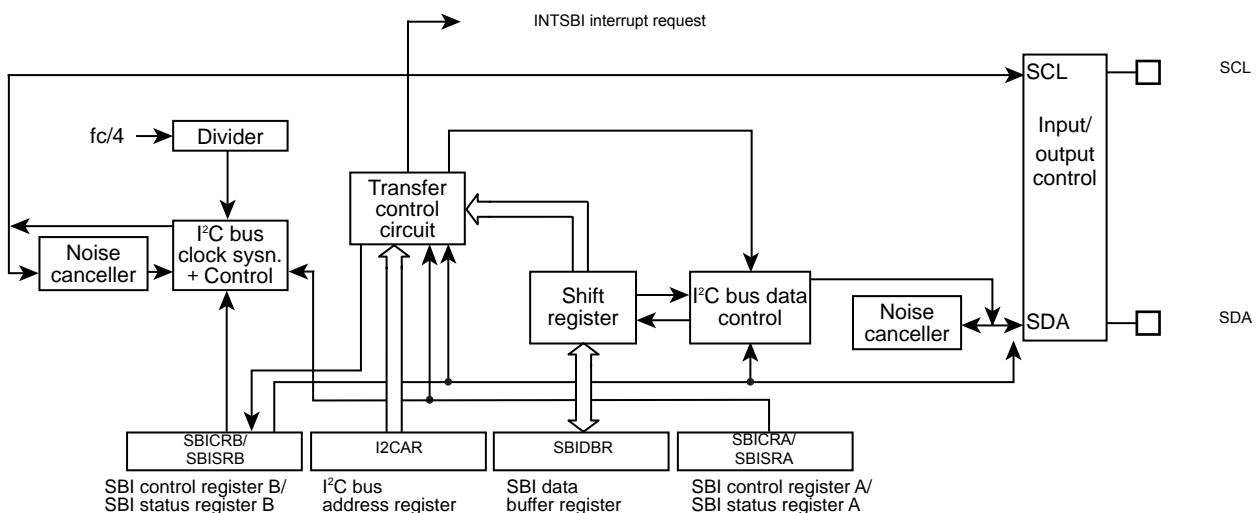 INTSBI interrupt request
SCL
SCL
fc/4
Divider
Input/
output
control
Transfer
control
circuit
I²C bus
clock sysn.
+ Control
Noise
canceller
Shift
register
I²C bus data
control
Noise
canceller
SDA
SDA
SBICRB/
SBISRB
I2CAR
SBIDBR
SBICRA/
SBISRA
SBI control register B/
SBI status register B
I²C bus
address register
SBI data
buffer register
SBI control register A/
SBI status register A